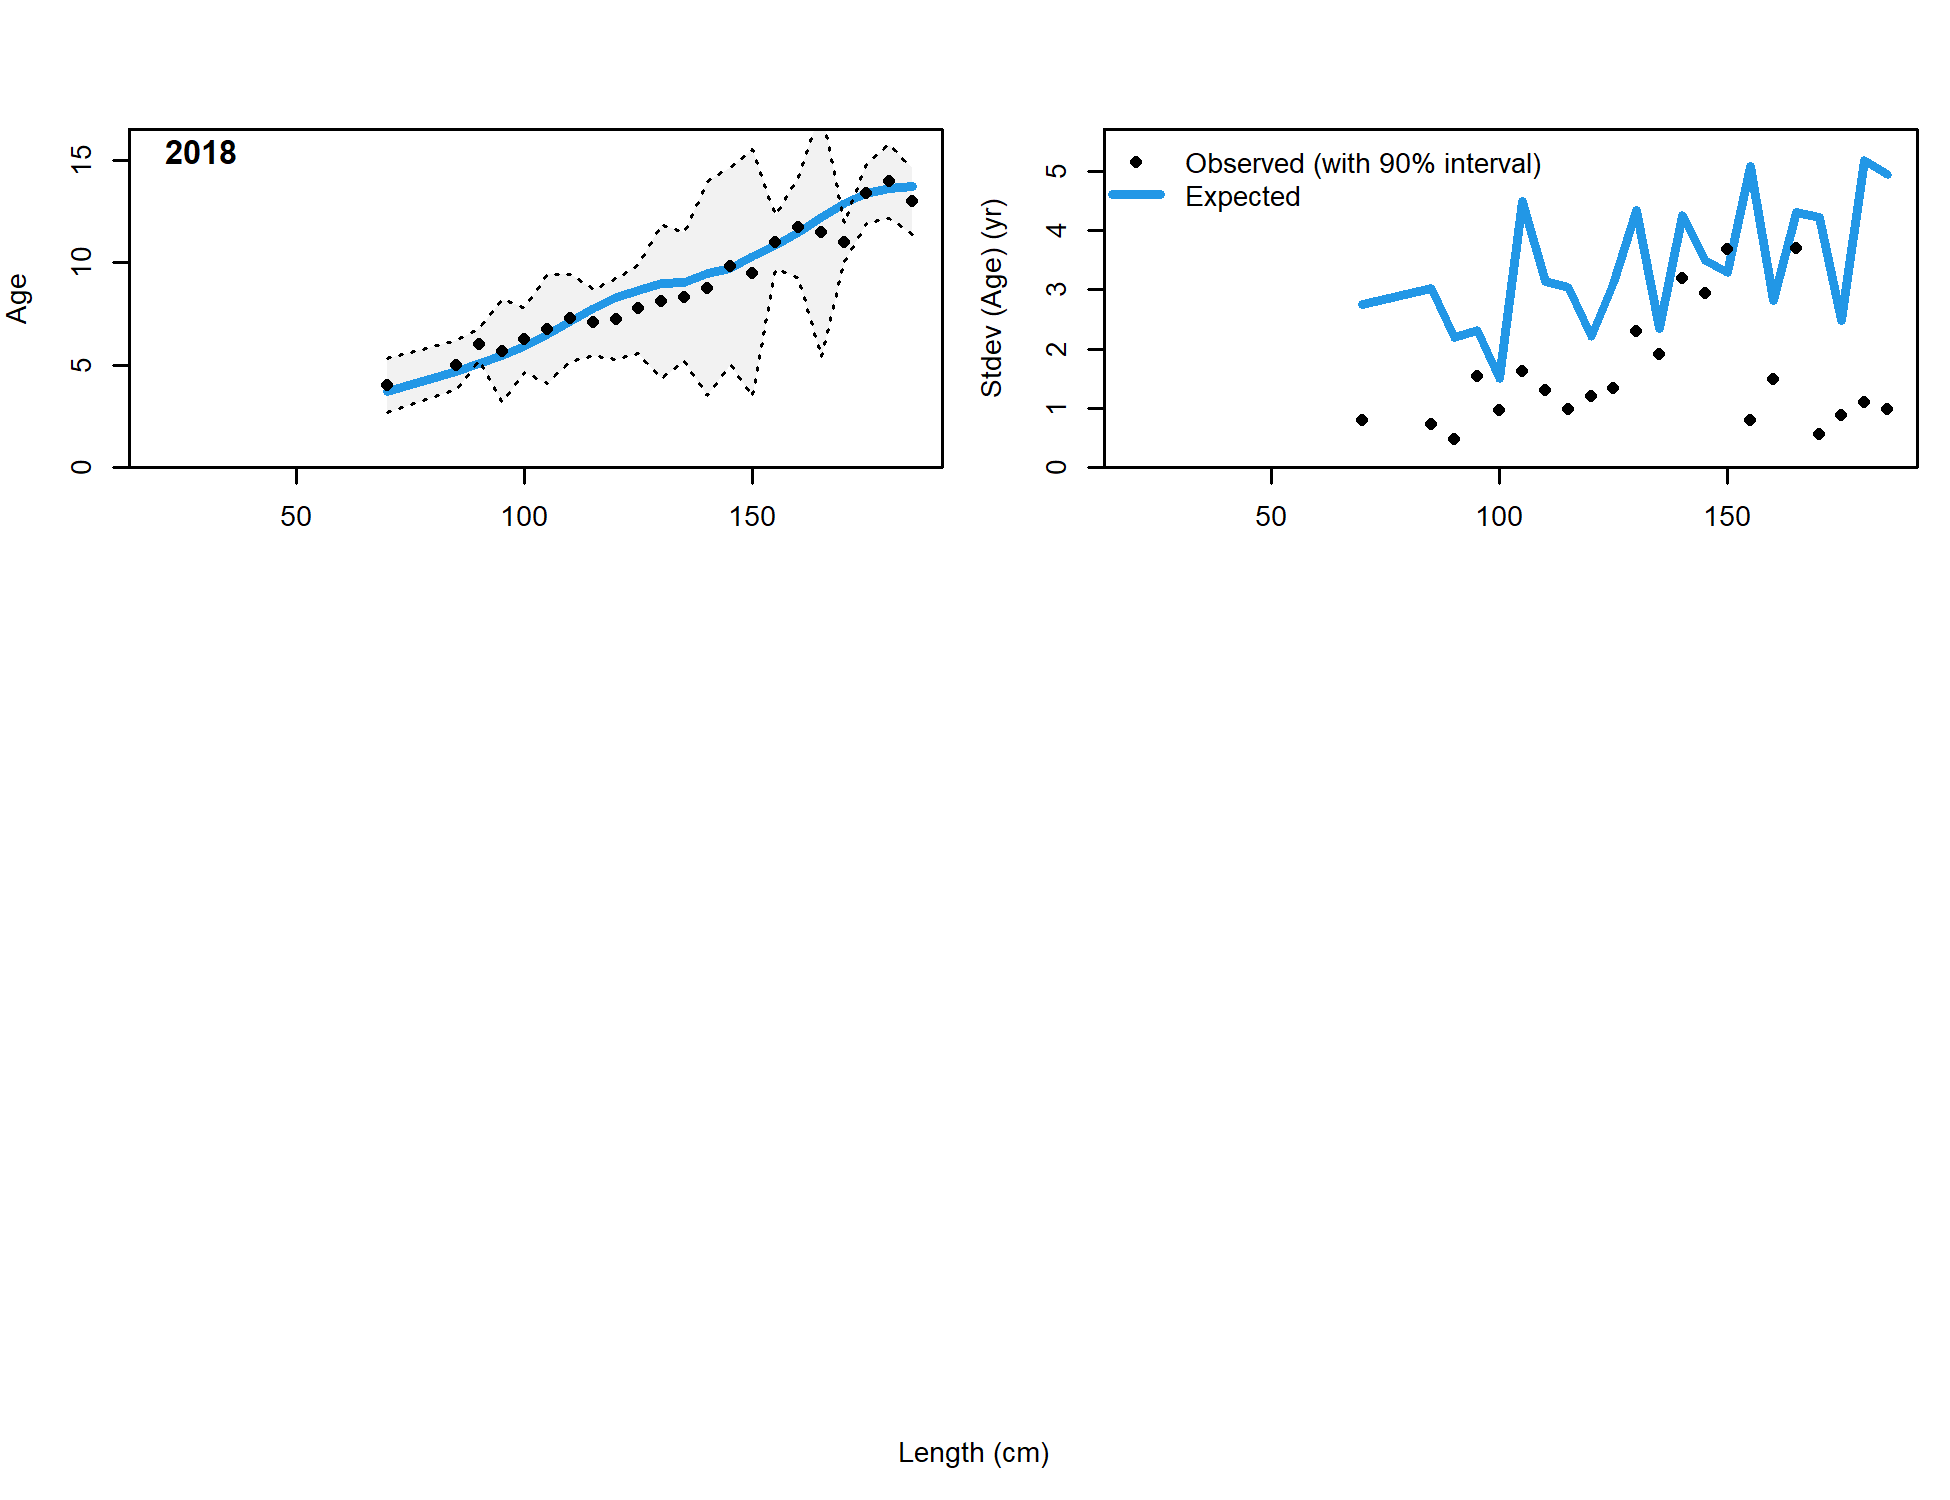 2018
Age
15
10
5
0
50 100 150
Observed (with 90% interval)
Expected
Stdev (Age) (yr)
5
4
3
2
1
0
50 100 150
Length (cm)